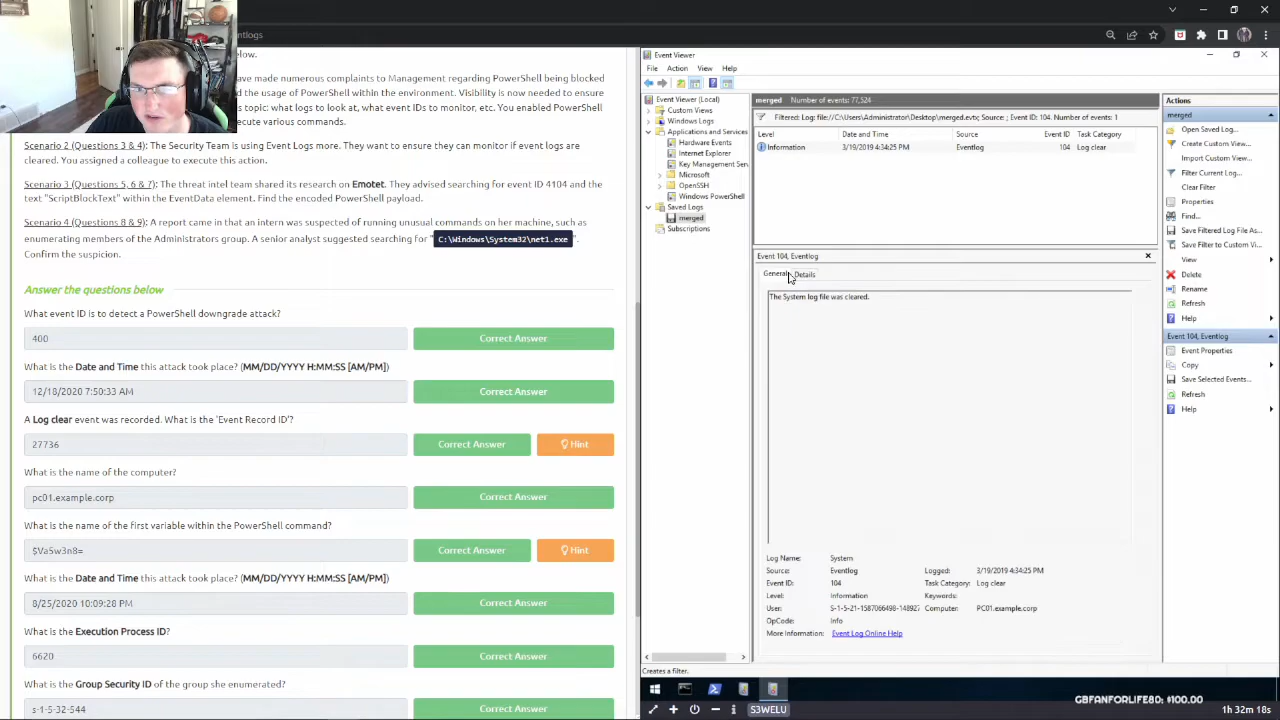 entlogs
elow.
ave numerous complaints to Management regarding PowerShell being blocked
e of PowerShell within the environment. Visibility is now needed to ensure
is topic: what logs to look at, what event IDs to monitor, etc. You enabled PowerShell
ecute various commands.
Scenario 2 (Questions 3 & 4): The Security Team is using Event Logs more. They want to ensure they can monitor if event logs are
cleared. You assigned a colleague to execute this action.
Scenario 3 (Questions 5, 6 & 7): The threat intel team shared its research on Emotet. They advised searching for event ID 4104 and the
text "ScriptBlockText" within the EventData element. Find the encoded PowerShell payload.
Scenario 4 (Questions 8 & 9): A report came in that an intern was suspected of running unusual commands on her machine, such as
enumerating members of the Administrators group. A senior analyst suggested searching for "C:\Windows\System32\net1.exe".
Confirm the suspicion.
Answer the questions below
What event ID is to detect a PowerShell downgrade attack?
400
Correct Answer
What is the Date and Time this attack took place? (MM/DD/YYYY H:MM:SS [AM/PM])
12/18/2020 7:50:33 AM
Correct Answer
A Log clear event was recorded. What is the 'Event Record ID'?
27736
Correct Answer
Hint
What is the name of the computer?
pc01.example.corp
Correct Answer
What is the name of the first variable within the PowerShell command?
$Va5w3n8=
Correct Answer
Hint
What is the Date and Time this attack took place? (MM/DD/YYYY H:MM:SS [AM/PM])
8/25/2020 10:09:28 PM
Correct Answer
What is the Execution Process ID?
6620
Correct Answer
What is the Group Security ID of the group she enumerated?
s-1-5-32-544
Correct Answer
Event Viewer
File Action View Help
Event Viewer (Local)
Custom Views
Windows Logs
Applications and Services
Hardware Events
Internet Explorer
Key Management Serv
Microsoft
OpenSSH
Windows PowerShell
Saved Logs
merged
Subscriptions
merged Number of events: 77,524
Filtered: Log: file://C:\Users\Administrator\Desktop\merged.evtx; Source: ; Event ID: 104. Number of events: 1
Level Date and Time Source Event ID Task Category
Information 3/19/2019 4:34:25 PM Eventlog 104 Log clear
Event 104, Eventlog
General Details
The System log file was cleared.
Log Name: System
Source: Eventlog Logged: 3/19/2019 4:34:25 PM
Event ID: 104 Task Category: Log clear
Level: Information Keywords:
User: S-1-5-21-1587066498-148927 Computer: PC01.example.corp
OpCode: Info
More Information: Event Log Online Help
Actions
merged
Open Saved Log...
Create Custom View...
Import Custom View...
Filter Current Log...
Clear Filter
Properties
Find...
Save Filtered Log File As...
Save Filter to Custom Vi...
View
Delete
Rename
Refresh
Help
Event 104, Eventlog
Event Properties
Copy
Save Selected Events...
Refresh
Help
Creates a filter.
S3WELU
GBFANFORLIFE80: $100.00
1h 32m 18s